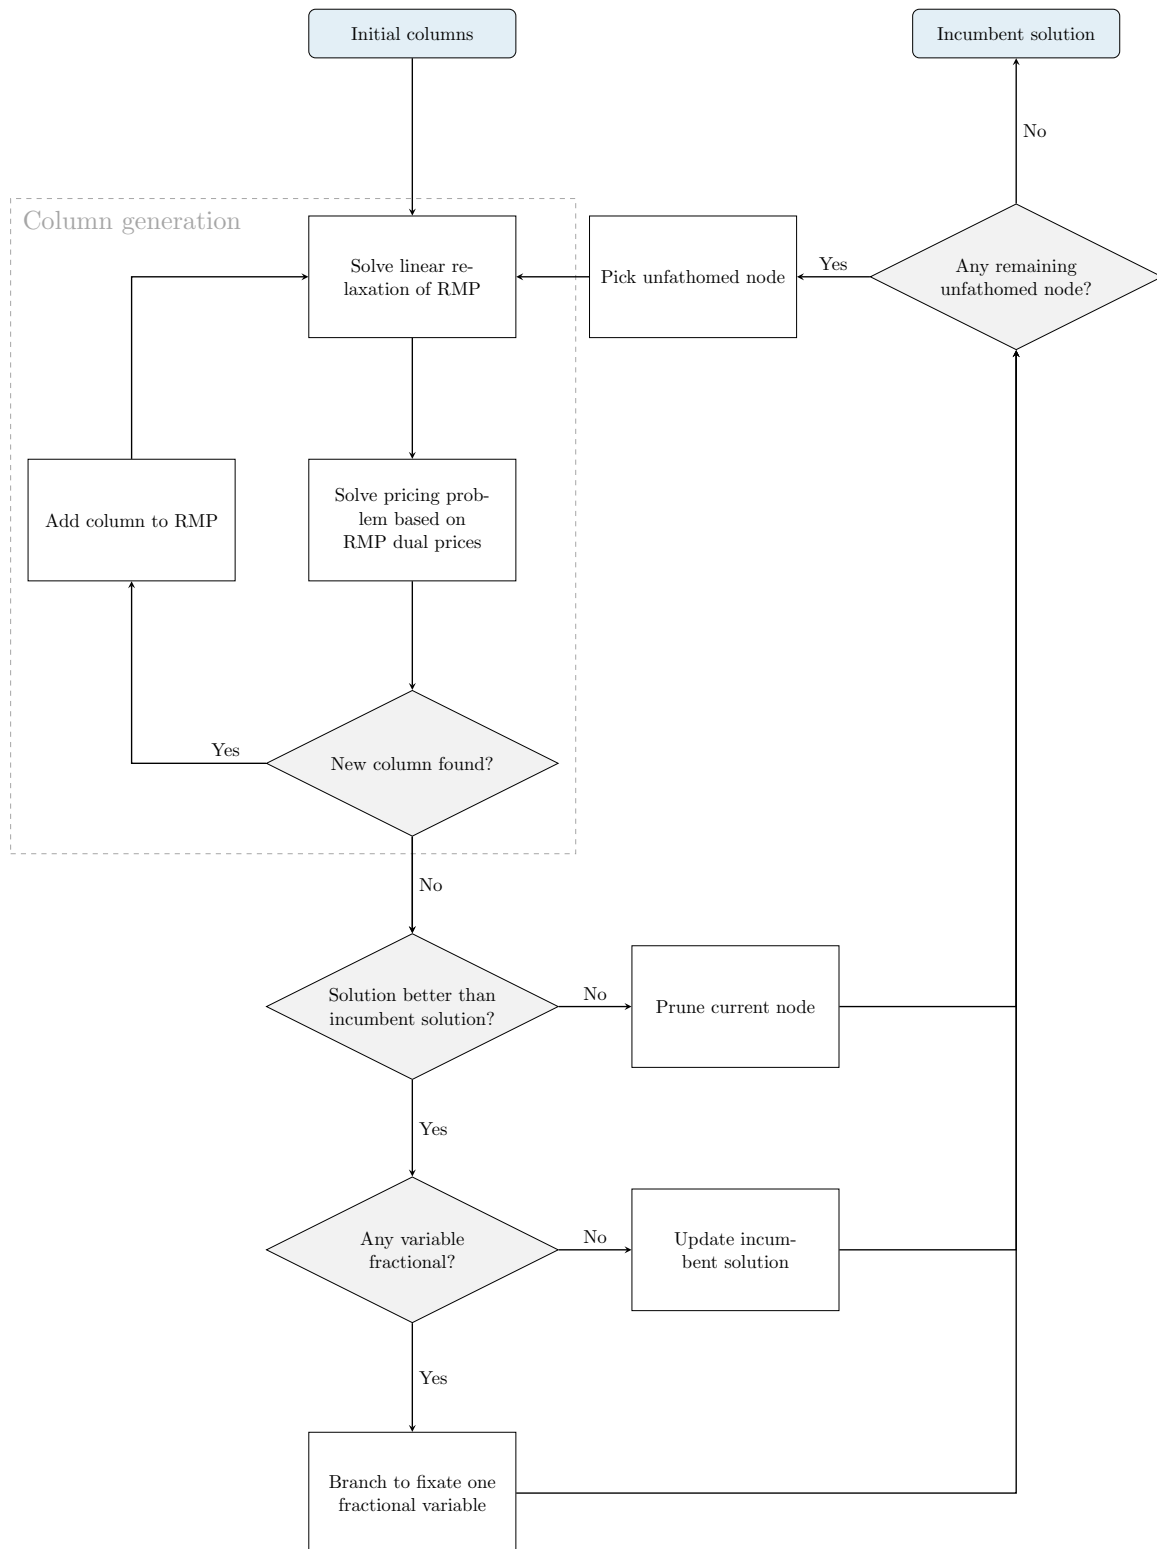 Initial columns
Incumbent solution
No
Column generation
Solve linear re-
laxation of RMP
Pick unfathomed node
Yes
Any remaining
unfathomed node?
Add column to RMP
Solve pricing prob-
lem based on
RMP dual prices
Yes
New column found?
No
Solution better than
incumbent solution?
No
Prune current node
Yes
Any variable
fractional?
No
Update incum-
bent solution
Yes
Branch to fixate one
fractional variable